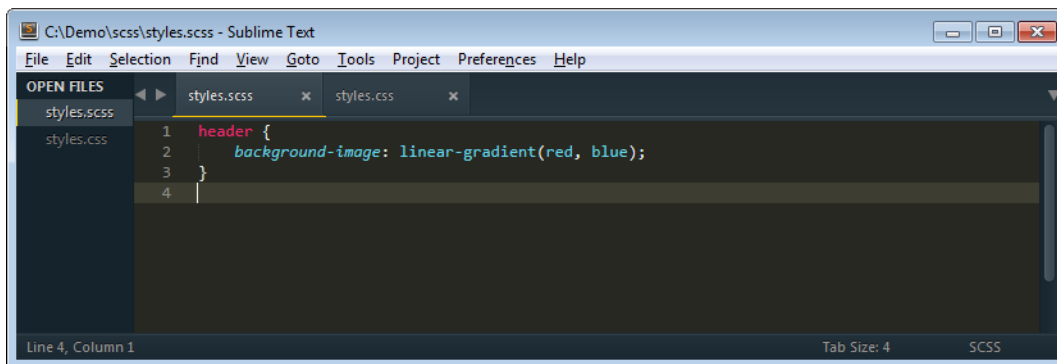 C:\Demo\scss\styles.scss - Sublime Text
File Edit Selection Find View Goto Tools Project Preferences Help
OPEN FILES
styles.scss
styles.css
styles.scss styles.css
1 header {
2 background-image: linear-gradient(red, blue);
3 }
4
Line 4, Column 1 Tab Size: 4 SCSS